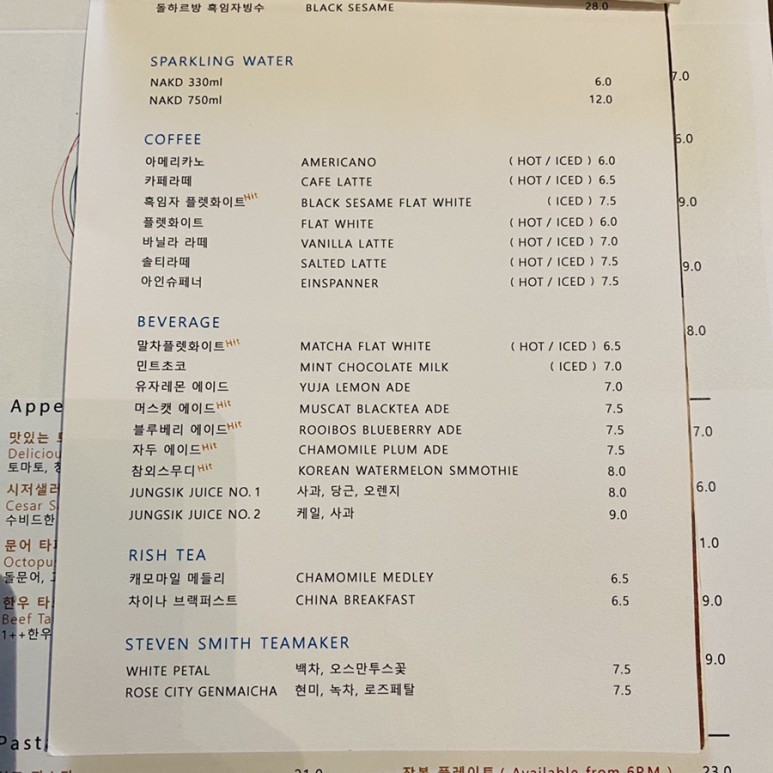 돌하르방 흑임자빙수 BLACK SESAME 28.0
SPARKLING WATER
NAKD 330ml 6.0
NAKD 750ml 12.0
COFFEE
아메리카노 AMERICANO ( HOT / ICED ) 6.0
카페라떼 CAFE LATTE ( HOT / ICED ) 6.5
흑임자 플렛화이트Hit BLACK SESAME FLAT WHITE ( ICED ) 7.5
플렛화이트 FLAT WHITE ( HOT / ICED ) 6.0
바닐라 라떼 VANILLA LATTE ( HOT / ICED ) 7.0
솔티라떼 SALTED LATTE ( HOT / ICED ) 7.5
아인슈페너 EINSPANNER ( HOT / ICED ) 7.5
BEVERAGE
말차플렛화이트Hit MATCHA FLAT WHITE ( HOT / ICED ) 6.5
민트초코 MINT CHOCOLATE MILK ( ICED ) 7.0
유자레몬 에이드 YUJA LEMON ADE 7.0
머스캣 에이드Hit MUSCAT BLACKTEA ADE 7.5
블루베리 에이드Hit ROOIBOS BLUEBERRY ADE 7.5
자두 에이드Hit CHAMOMILE PLUM ADE 7.5
참외스무디Hit KOREAN WATERMELON SMMOTHIE 8.0
JUNGSIK JUICE NO. 1 사과, 당근, 오렌지 8.0
JUNGSIK JUICE NO. 2 케일, 사과 9.0
RISH TEA
캐모마일 메들리 CHAMOMILE MEDLEY 6.5
차이나 브랙퍼스트 CHINA BREAKFAST 6.5
STEVEN SMITH TEAMAKER
WHITE PETAL 백차, 오스만투스꽃 7.5
ROSE CITY GENMAICHA 현미, 녹차, 로즈페탈 7.5
Appe
맛있는
Deliciou
토마토,
시저샐러
Cesar S
수비드한
문어 타
Octopu
돌문어,
한우 타
Beef Ta
1++한우
Pasta
21.0
작본 플레이트 ( Available from 6P.M ) 23.0
7.0
6.0
9.0
9.0
8.0
7.0
6.0
1.0
9.0
9.0